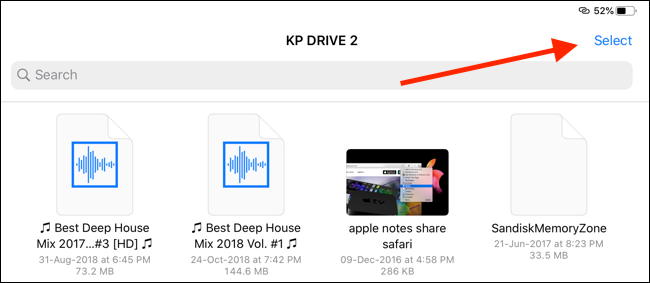 52%
KP DRIVE 2
Select
Search
♫ Best Deep House
Mix 2017...#3 [HD] ♫
31-Aug-2018 at 6:45 PM
73.2 MB
♫ Best Deep House
Mix 2018 Vol. #1 ♫
24-Oct-2018 at 7:42 PM
144.6 MB
apple notes share
safari
09-Dec-2016 at 4:58 PM
286 KB
SandiskMemoryZone
21-Jun-2017 at 8:23 PM
33.5 MB